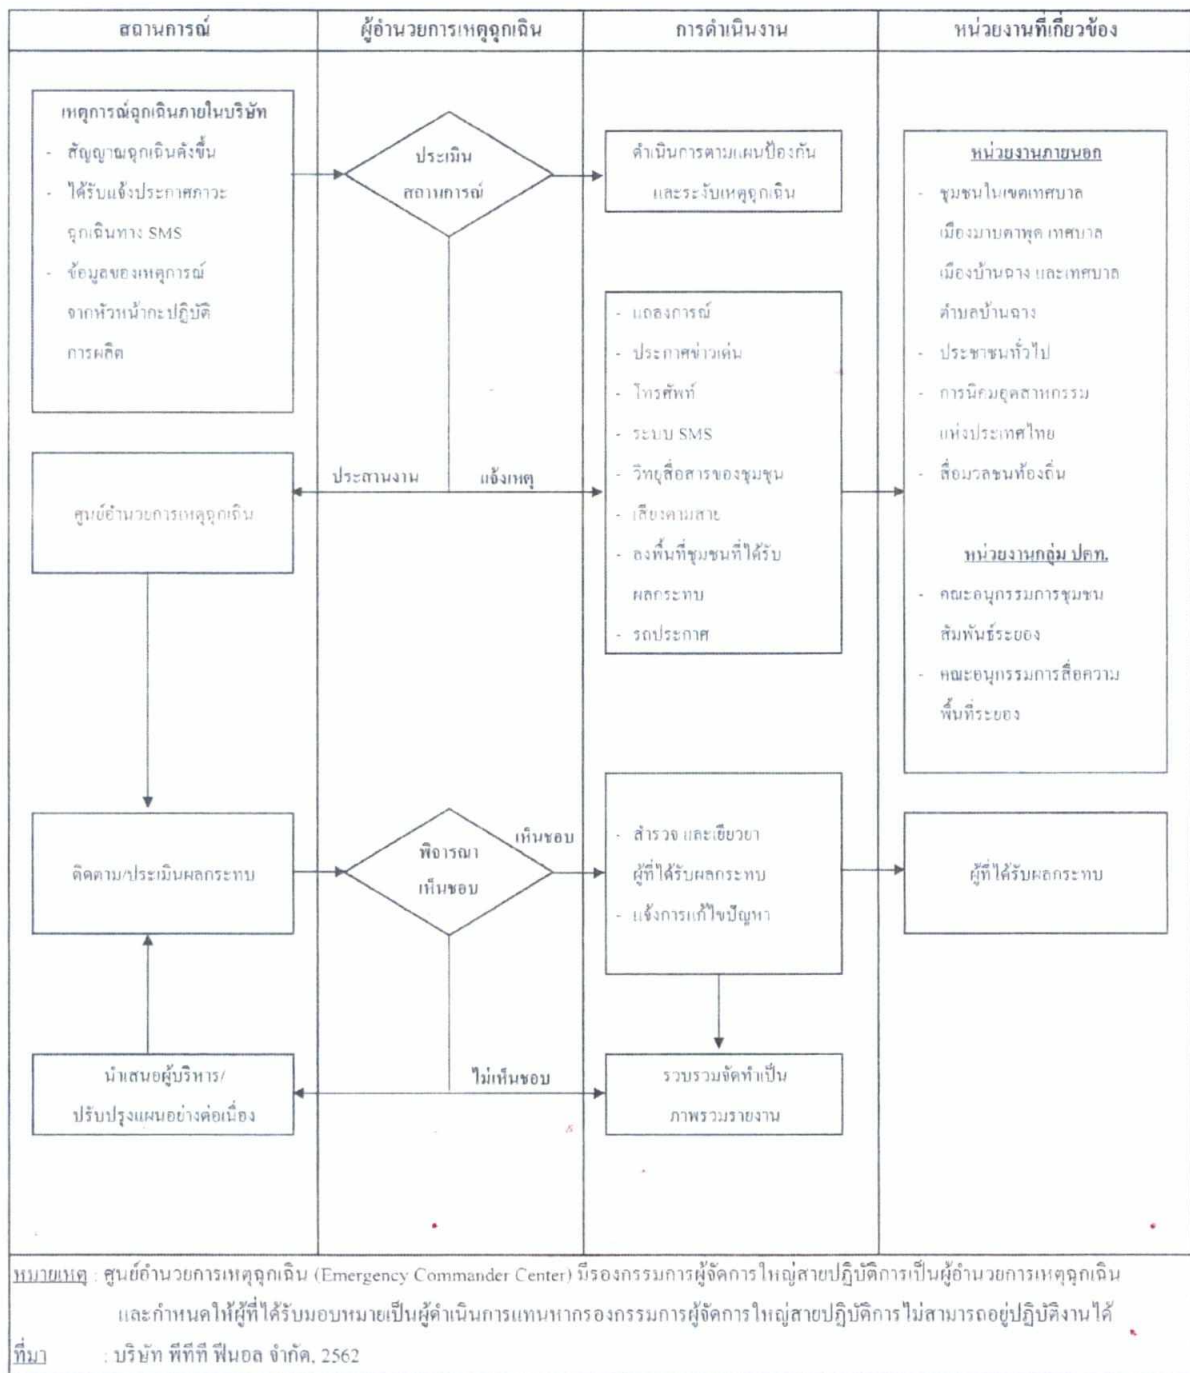 สถานการณ์
ผู้อำนวยการเหตุฉุกเฉิน
การดำเนินงาน
หน่วยงานที่เกี่ยวข้อง
เหตุการณ์ฉุกเฉินภายในบริษัท
- สัญญาณฉุกเฉินดังขึ้น
- ได้รับแจ้งประกาศภาวะ
ฉุกเฉินทาง SMS
- ข้อมูลของเหตุการณ์
จากหัวหน้ากะปฏิบัติ
การผลิต
ประเมิน
สถานการณ์
ดำเนินการตามแผนป้องกัน
และระงับเหตุฉุกเฉิน
หน่วยงานภายนอก
- ชุมชนในเขตเทศบาล
เมืองมาบตาพุด เทศบาล
เมืองบ้านฉาง และเทศบาล
ตำบลบ้านฉาง
- ประชาชนทั่วไป
- การนิคมอุตสาหกรรม
แห่งประเทศไทย
- สื่อมวลชนท้องถิ่น
หน่วยงานกลุ่ม ปตท.
- คณะอนุกรรมการชุมชน
สัมพันธ์ระยอง
- คณะอนุกรรมการสื่อความ
พื้นที่ระยอง
- แถลงการณ์
- ประกาศข่าวเด่น
- โทรศัพท์
- ระบบ SMS
- วิทยุสื่อสารของชุมชน
- เสียงตามสาย
- ลงพื้นที่ชุมชนที่ได้รับ
ผลกระทบ
- รถประกาศ
ประสานงาน
แจ้งเหตุ
ศูนย์อำนวยการเหตุฉุกเฉิน
ติดตาม/ประเมินผลกระทบ
พิจารณา
เห็นชอบ
เห็นชอบ
- สำรวจ และเยียวยา
ผู้ที่ได้รับผลกระทบ
- แจ้งการแก้ไขปัญหา
ผู้ที่ได้รับผลกระทบ
นำเสนอผู้บริหาร/
ปรับปรุงแผนอย่างต่อเนื่อง
ไม่เห็นชอบ
รวบรวมจัดทำเป็น
ภาพรวมรายงาน
หมายเหตุ : ศูนย์อำนวยการเหตุฉุกเฉิน (Emergency Commander Center) มีรองกรรมการผู้จัดการใหญ่สายปฏิบัติการเป็นผู้อำนวยการเหตุฉุกเฉิน
และกำหนดให้ผู้ที่ได้รับมอบหมายเป็นผู้ดำเนินการแทนหากรองกรรมการผู้จัดการใหญ่สายปฏิบัติการไม่สามารถอยู่ปฏิบัติงานได้
ที่มา : บริษัท พีทีที ฟีนอล จำกัด, 2562